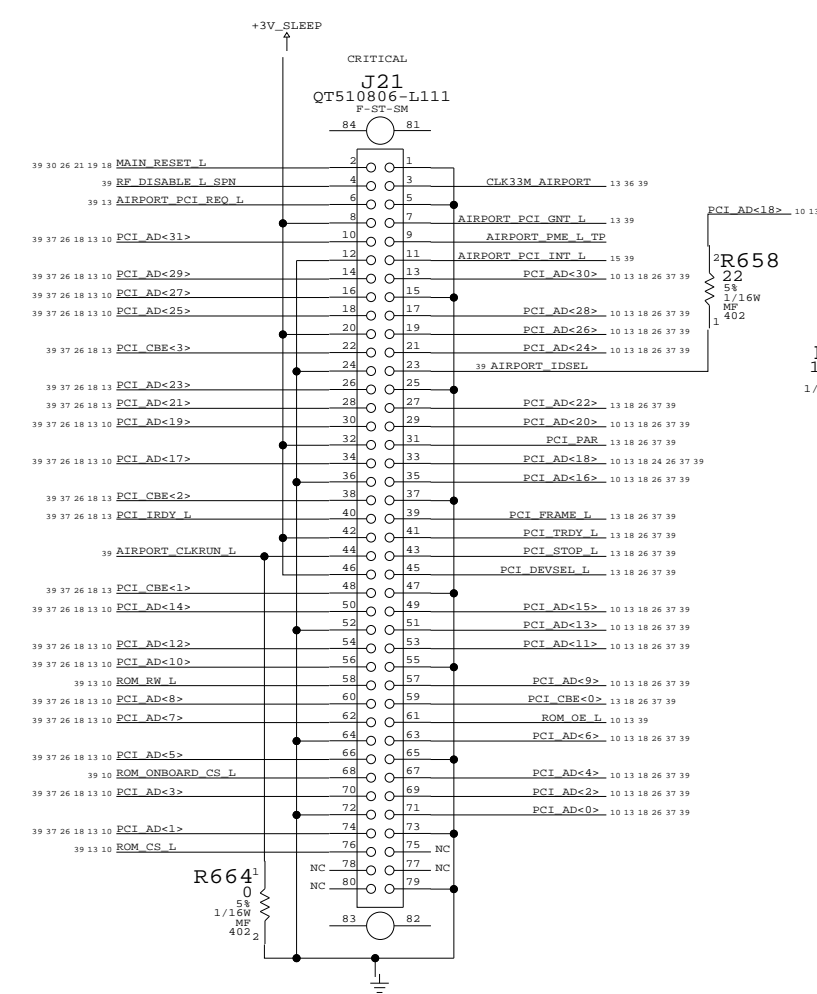 +3V_SLEEP
CRITICAL
J21
QT510806-L111
F-ST-SM
84 81
39 30 26 21 19 18 MAIN_RESET_L 2 1
39 RF_DISABLE_L_SPN 4 3 CLK33M_AIRPORT 13 36 39
39 13 AIRPORT_PCI_REQ_L 6 5
8 7 AIRPORT_PCI_GNT_L 13 39
PCI_AD<18> 10 13
39 37 26 18 13 10 PCI_AD<31> 10 9 AIRPORT_PME_L_TP
12 11 AIRPORT_PCI_INT_L 15 39
2 R658
22
5%
1/16W
MF
402
1
39 37 26 18 13 10 PCI_AD<29> 14 13 PCI_AD<30> 10 13 18 26 37 39
39 37 26 18 13 10 PCI_AD<27> 16 15
39 37 26 18 13 10 PCI_AD<25> 18 17 PCI_AD<28> 10 13 18 26 37 39
20 19 PCI_AD<26> 10 13 18 26 37 39
39 37 26 18 13 PCI_CBE<3> 22 21 PCI_AD<24> 10 13 18 26 37 39
24 23 39 AIRPORT_IDSEL
1/
39 37 26 18 13 10 PCI_AD<23> 26 25
39 37 26 18 13 10 PCI_AD<21> 28 27 PCI_AD<22> 13 18 26 37 39
39 37 26 18 13 10 PCI_AD<19> 30 29 PCI_AD<20> 10 13 18 26 37 39
32 31 PCI_PAR 13 18 26 37 39
39 37 26 18 13 10 PCI_AD<17> 34 33 PCI_AD<18> 10 13 18 24 26 37 39
36 35 PCI_AD<16> 10 13 18 26 37 39
39 37 26 18 13 PCI_CBE<2> 38 37
39 37 26 18 13 PCI_IRDY_L 40 39 PCI_FRAME_L 13 18 26 37 39
42 41 PCI_TRDY_L 13 18 26 37 39
39 AIRPORT_CLKRUN_L 44 43 PCI_STOP_L 13 18 26 37 39
46 45 PCI_DEVSEL_L 13 18 26 37 39
39 37 26 18 13 PCI_CBE<1> 48 47
39 37 26 18 13 10 PCI_AD<14> 50 49 PCI_AD<15> 10 13 18 26 37 39
52 51 PCI_AD<13> 10 13 18 26 37 39
39 37 26 18 13 10 PCI_AD<12> 54 53 PCI_AD<11> 10 13 18 26 37 39
39 37 26 18 13 10 PCI_AD<10> 56 55
39 13 10 ROM_RW_L 58 57 PCI_AD<9> 10 13 18 26 37 39
39 37 26 18 13 10 PCI_AD<8> 60 59 PCI_CBE<0> 13 18 26 37 39
39 37 26 18 13 10 PCI_AD<7> 62 61 ROM_OE_L 10 13 39
64 63 PCI_AD<6> 10 13 18 26 37 39
39 37 26 18 13 10 PCI_AD<5> 66 65
39 10 ROM_ONBOARD_CS_L 68 67 PCI_AD<4> 10 13 18 26 37 39
39 37 26 18 13 10 PCI_AD<3> 70 69 PCI_AD<2> 10 13 18 26 37 39
72 71 PCI_AD<0> 10 13 18 26 37 39
39 37 26 18 13 10 PCI_AD<1> 74 73
39 13 10 ROM_CS_L 76 75 NC
NC 78 77 NC
NC 80 79
R664 1
0
5%
1/16W
MF
402 2
83 82